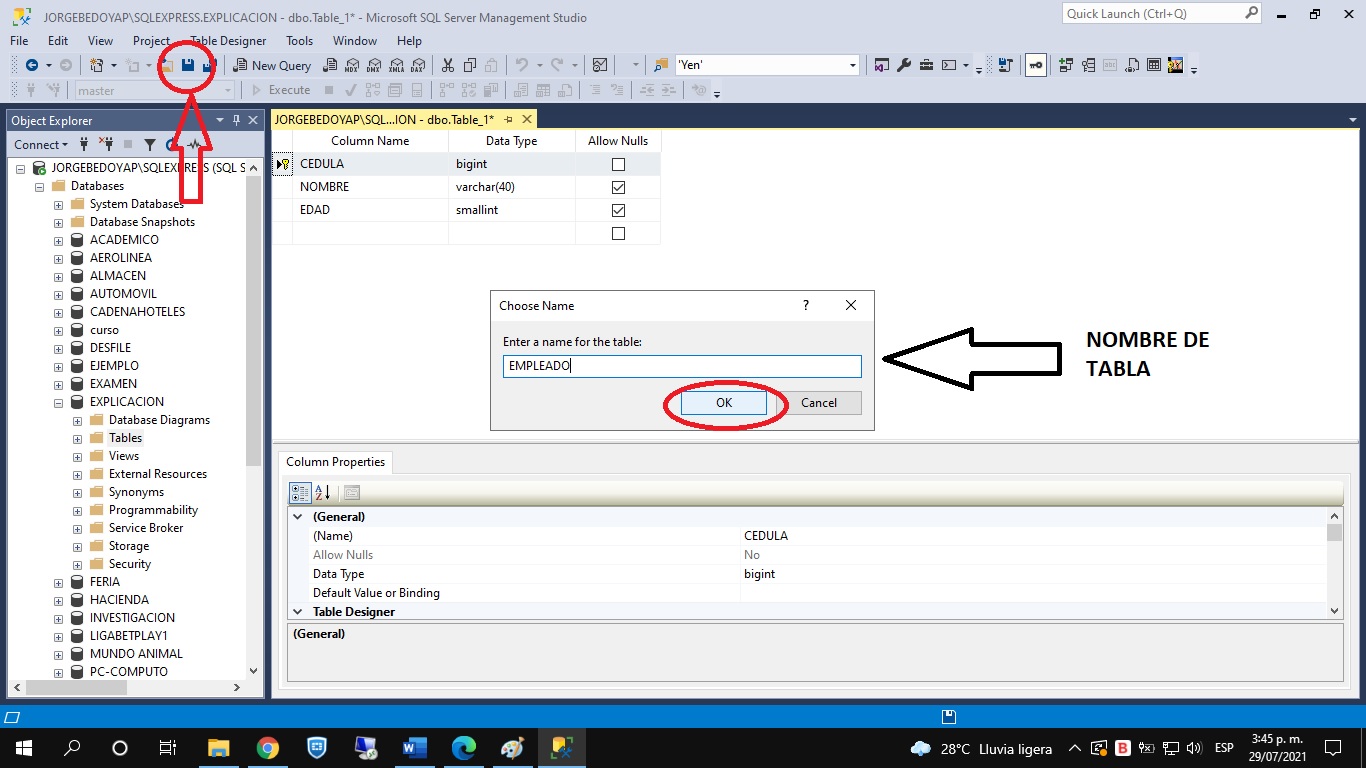 JORGEBEDOYAP\SQLEXPRESS.EXPLICACION - dbo.Table_1* - Microsoft SQL Server Management Studio
Quick Launch (Ctrl+Q)
File Edit View Project Table Designer Tools Window Help
New Query MDX DMX XMLA DAX 'Yen'
master Execute
Object Explorer
JORGEBEDOYAP\SQL...ION - dbo.Table_1*
Connect
Column Name Data Type Allow Nulls
CEDULA bigint
NOMBRE varchar(40)
EDAD smallint
JORGEBEDOYAP\SQLEXPRESS (SQL S
Databases
System Databases
Database Snapshots
ACADEMICO
AEROLINEA
ALMACEN
AUTOMOVIL
CADENAHOTELES
curso
DESFILE
EJEMPLO
EXAMEN
EXPLICACION
Database Diagrams
Tables
Views
External Resources
Synonyms
Programmability
Service Broker
Storage
Security
FERIA
HACIENDA
INVESTIGACION
LIGABETPLAY1
MUNDO ANIMAL
PC-COMPUTO
Choose Name
?
Enter a name for the table:
EMPLEADO
OK Cancel
NOMBRE DE
TABLA
Column Properties
(General)
(Name) CEDULA
Allow Nulls No
Data Type bigint
Default Value or Binding
Table Designer
(General)
28°C Lluvia ligera ESP
3:45 p. m.
29/07/2021